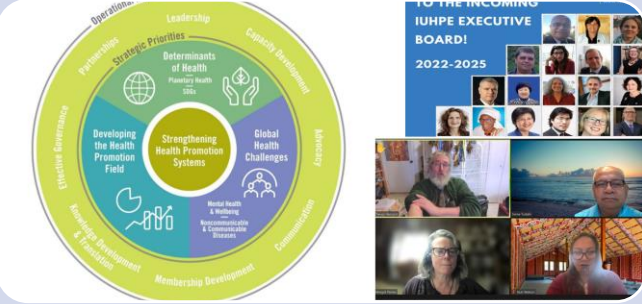 Operational
Leadership
Partnerships
Capacity Development
Strategic Priorities
Determinants
of Health
Planetary Health
SDGs
Effective Governance
Developing
the Health
Promotion
Field
Strengthening
Health Promotion
Systems
Global
Health
Challenges
Advocacy
Mental Health
& Wellbeing
Noncommunicable
& Communicable
Diseases
Knowledge Development
& Translation
Membership Development
Communication
TO THE INCOMING
IUHPE EXECUTIVE
BOARD!
2022-2025